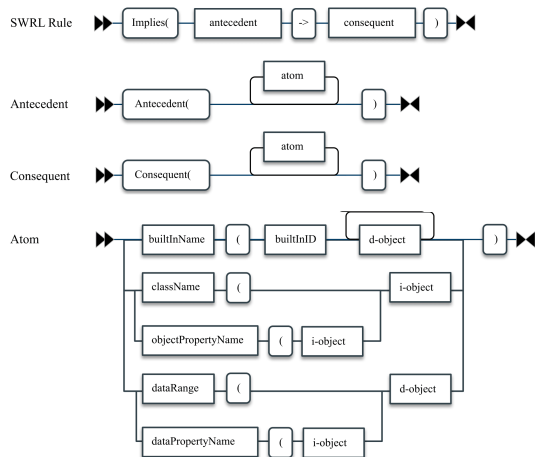 SWRL Rule Implies( antecedent -> consequent )
atom
Antecedent Antecedent( )
atom
Consequent Consequent( )
Atom builtInName ( builtInID d-object )
className ( i-object
objectPropertyName ( i-object
dataRange ( d-object
dataPropertyName ( i-object